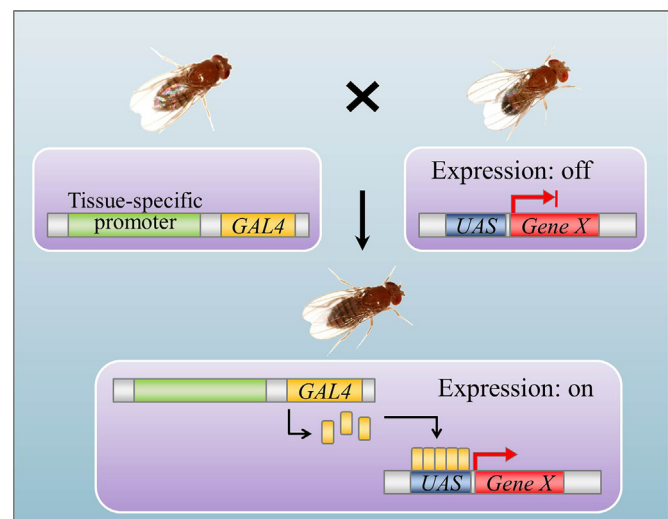 Tissue-specific
promoter
GAL4
Expression: off
UAS
Gene X
GAL4
Expression: on
UAS
Gene X